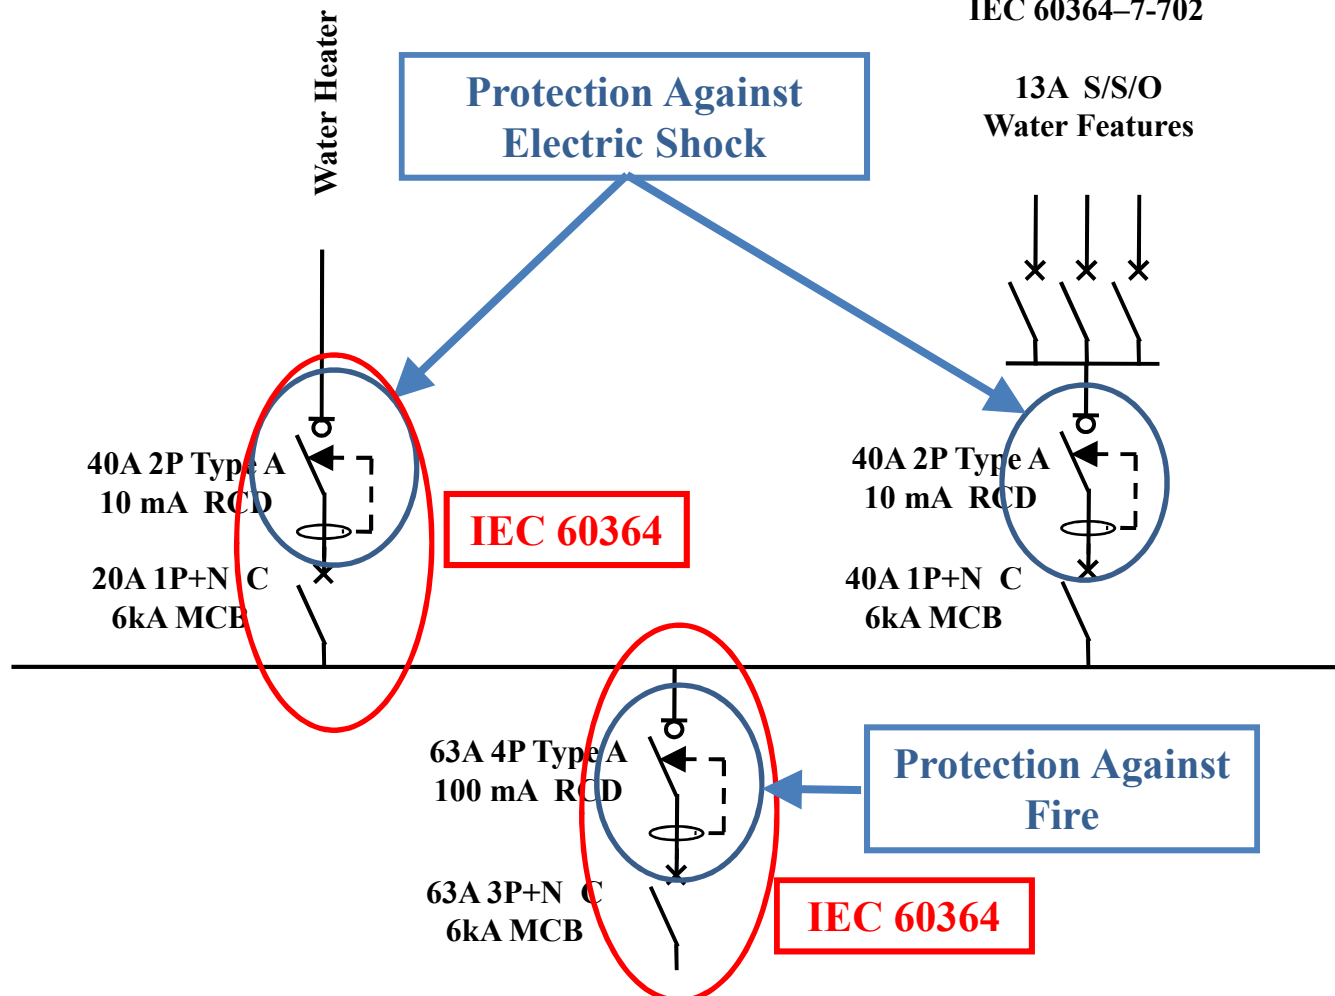 IEC 60364–7-702
Water Heater
Protection Against
Electric Shock
13A S/S/O
Water Features
40A 2P Type A
10 mA RCD
IEC 60364
20A 1P+N C
6kA MCB
40A 2P Type A
10 mA RCD
40A 1P+N C
6kA MCB
63A 4P Type A
100 mA RCD
Protection Against
Fire
63A 3P+N C
6kA MCB
IEC 60364